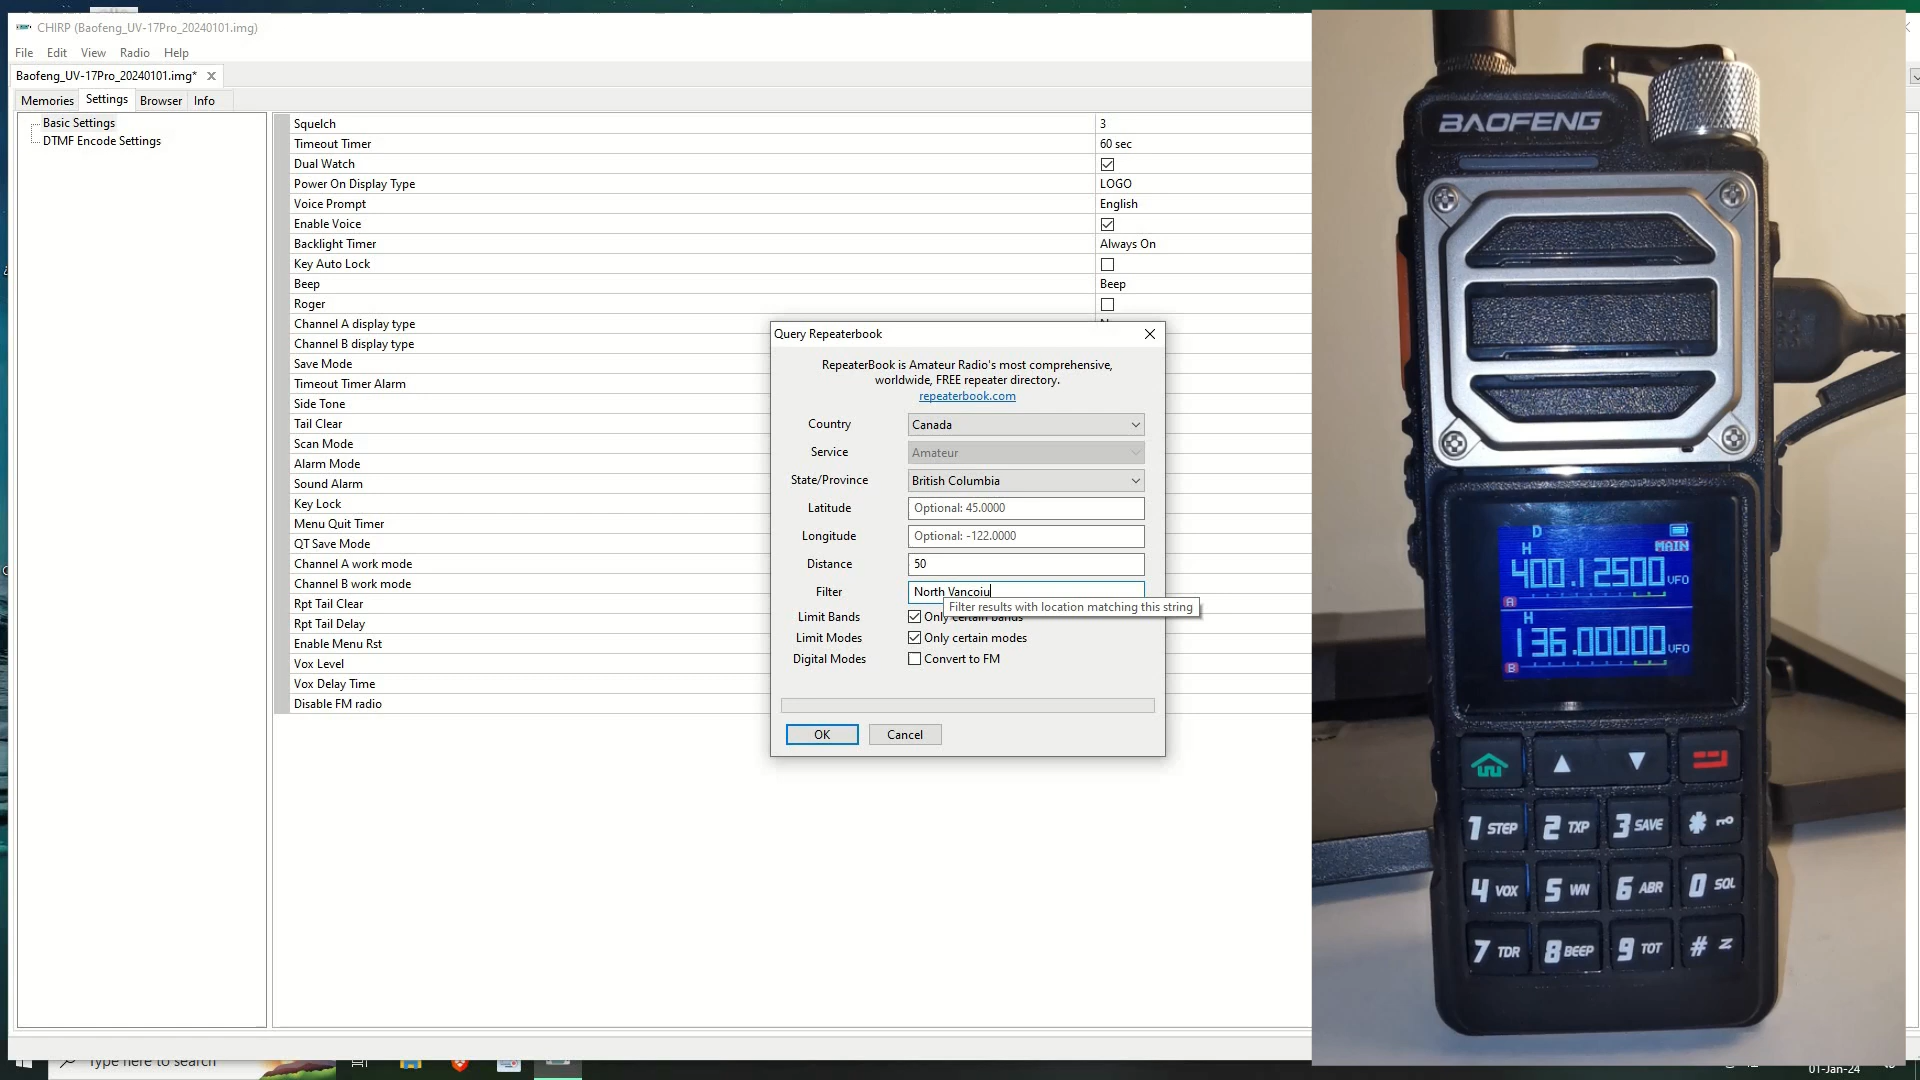 CHIRP (Baofeng_UV-17Pro_20240101.img)
File Edit View Radio Help
Baofeng_UV-17Pro_20240101.img*
Memories Settings Browser Info
Basic Settings
DTMF Encode Settings
Squelch 3
Timeout Timer 60 sec
Dual Watch
Power On Display Type LOGO
Voice Prompt English
Enable Voice
Backlight Timer Always On
Key Auto Lock
Beep Beep
Roger
Channel A display type
Channel B display type
Save Mode
Timeout Timer Alarm
Side Tone
Tail Clear
Scan Mode
Alarm Mode
Sound Alarm
Key Lock
Menu Quit Timer
QT Save Mode
Channel A work mode
Channel B work mode
Rpt Tail Clear
Rpt Tail Delay
Enable Menu Rst
Vox Level
Vox Delay Time
Disable FM radio
Query Repeaterbook
RepeaterBook is Amateur Radio's most comprehensive,
worldwide, FREE repeater directory.
repeaterbook.com
Country Canada
Service Amateur
State/Province British Columbia
Latitude Optional: 45.0000
Longitude Optional: -122.0000
Distance 50
Filter North Vancoiu
Filter results with location matching this string
Limit Bands Only certain bands
Limit Modes Only certain modes
Digital Modes Convert to FM
OK Cancel
Type here to search
01-Jan-24
BAOFENG
D
H MAIN
400.12500 VFO
A
H
136.00000 VFO
B
1 STEP 2 TXP 3 SAVE *
4 VOX 5 WN 6 ABR 0 SQL
7 TDR 8 BEEP 9 TOT # Z